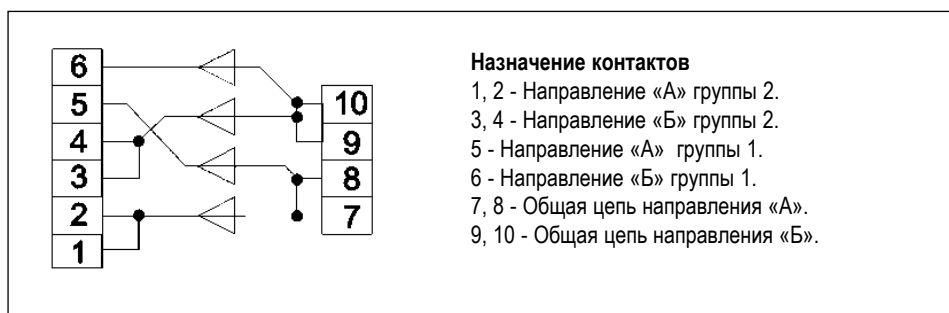 6
5
4
3
2
1
10
9
8
7
Назначение контактов
1, 2 - Направление «А» группы 2.
3, 4 - Направление «Б» группы 2.
5 - Направление «А» группы 1.
6 - Направление «Б» группы 1.
7, 8 - Общая цепь направления «А».
9, 10 - Общая цепь направления «Б».